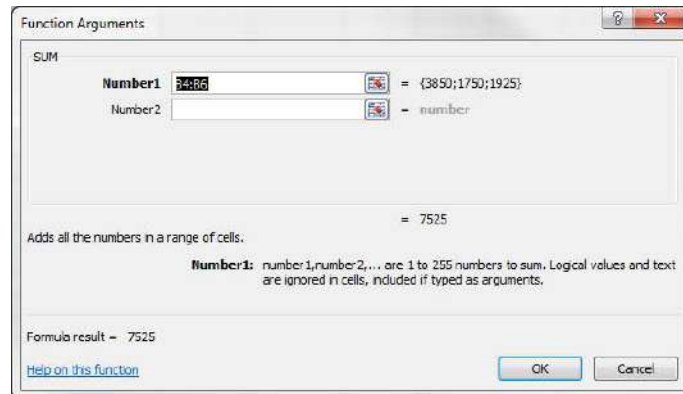 Function Arguments
SUM
Number1 B4:B6 = {3850;1750;1925}
Number2 = number
= 7525
Adds all the numbers in a range of cells.
Number1: number1,number2,... are 1 to 255 numbers to sum. Logical values and text
are ignored in cells, included if typed as arguments.
Formula result = 7525
Help on this function
OK Cancel